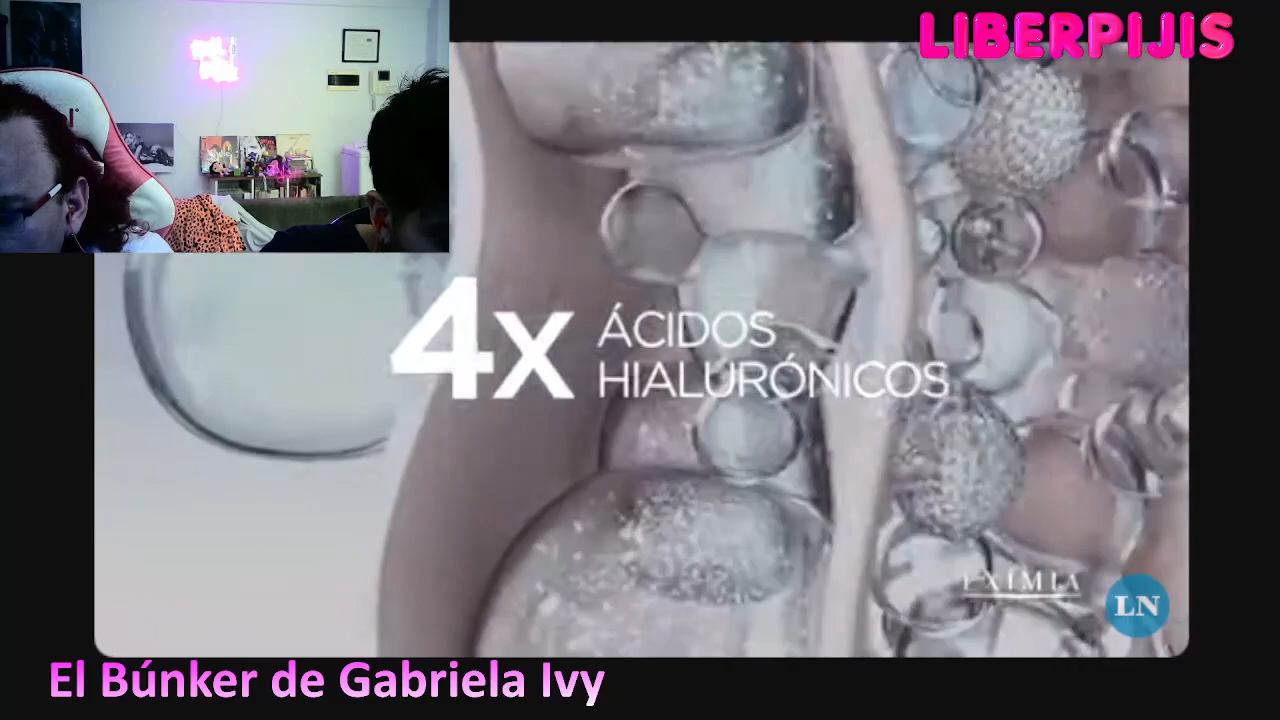 LIBERPIJIS
4x ÁCIDOS
HIALURÓNICOS
EXIMIA
LN
El Búnker de Gabriela Ivy